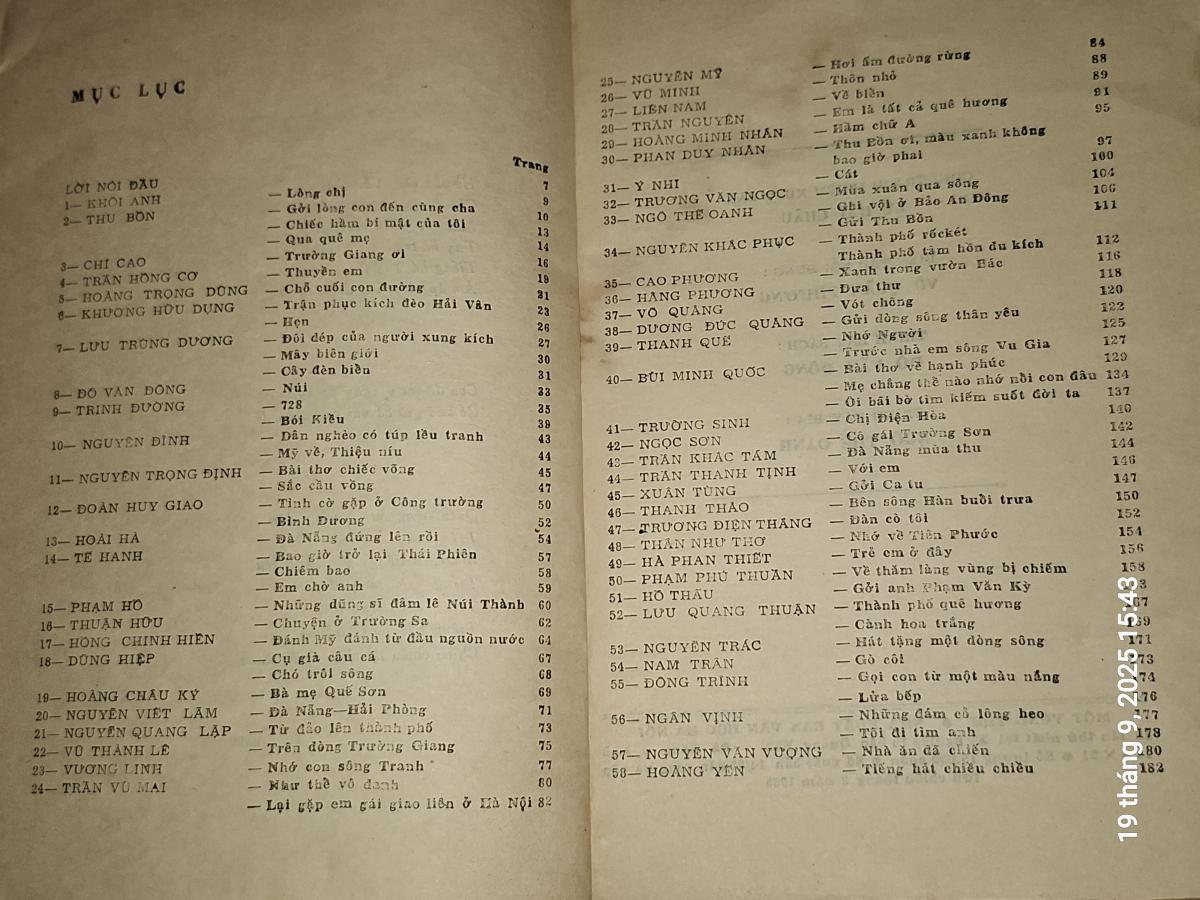 MỤC LỤC
Trang
LỜI NÓI ĐẦU 7
1— KHÔI ANH — Lòng chị 9
2— THU BỒN — Gởi lòng con đến cùng cha 10
— Chiếc hầm bí mật của tôi 13
— Qua quê mẹ 14
3— CHÍ CAO — Trường Giang ơi 16
4— TRẦN HỒNG CƠ — Thuyền em 19
5— HOÀNG TRỌNG DŨNG — Chỗ cuối con đường 21
6— KHƯƠNG HỮU DỤNG — Trận phục kích đèo Hải Vân 23
— Hẹn 26
7— LƯU TRÙNG DƯƠNG — Đôi dép của người xung kích 27
— Mây biên giới 30
— Cây đèn biển 31
8— ĐỖ VĂN ĐÔNG — Núi 33
9— TRINH ĐƯỜNG — 728 35
— Bói Kiều 39
10— NGUYỄN ĐÌNH — Dân nghèo có túp lều tranh 43
— Mỹ về, Thiệu níu 44
11— NGUYỄN TRỌNG ĐỊNH — Bài thơ chiếc võng 45
— Sắc cầu vồng 47
12— ĐOÀN HUY GIAO — Tình cờ gặp ở Công trường 50
— Bình Dương 52
13— HOÀI HÀ — Đà Nẵng đứng lên rồi 54
14— TẾ HANH — Bao giờ trở lại Thái Phiên 57
— Chiêm bao 58
— Em chờ anh 59
15— PHẠM HỔ — Những dũng sĩ đâm lê Núi Thành 60
16— THUẬN HỮU — Chuyện ở Trường Sa 62
17— HỒNG CHINH HIỀN — Đánh Mỹ đánh từ đầu nguồn nước 64
18— DŨNG HIỆP — Cụ già câu cá 67
— Chó trôi sông 68
19— HOÀNG CHÂU KÝ — Bà mẹ Quế Sơn 69
20— NGUYỄN VIẾT LÃM — Đà Nẵng—Hải Phòng 71
21— NGUYỄN QUANG LẬP — Từ đảo lên thành phố 73
22— VŨ THÀNH LÊ — Trên dòng Trường Giang 75
23— VƯƠNG LINH — Nhớ con sông Tranh 77
24— TRẦN VŨ MAI — Như thế vô danh 80
— Lại gặp em gái giao liên ở Hà Nội 82
25— NGUYỄN MỸ — Hơi ấm đường rừng 84
26— VŨ MINH — Thôn nhỏ 88
27— LIÊN NAM — Về biển 89
28— TRẦN NGUYÊN — Em là tất cả quê hương 91
29— HOÀNG MINH NHÂN — Hầm chữ A 95
30— PHAN DUY NHÂN — Thu Bồn ơi, màu xanh không
bao giờ phai 97
31— Ý NHI — Cát 100
32— TRƯƠNG VĂN NGỌC — Mùa xuân qua sông 104
33— NGÔ THẾ OANH — Ghi vội ở Bảo An Đông 106
— Gửi Thu Bồn 111
34— NGUYỄN KHẮC PHỤC — Thành phố rốckét
Thành phố tâm hồn du kích 112
35— CAO PHƯƠNG — Xanh trong vườn Bác 116
36— HẰNG PHƯƠNG — Đưa thư 118
37— VÕ QUẢNG — Vót chông 120
38— DƯƠNG ĐỨC QUẢNG — Gửi dòng sông thân yêu 122
39— THANH QUẾ — Nhớ Người 125
— Trước nhà em sông Vu Gia 127
40— BÙI MINH QUỐC — Bài thơ về hạnh phúc 129
— Mẹ chẳng thể nào nhớ nổi con đâu 134
— Ôi bãi bờ tìm kiếm suốt đời ta 137
41— TRƯỜNG SINH — Chị Điện Hòa 140
42— NGỌC SƠN — Cô gái Trường Sơn 142
43— TRẦN KHẮC TÁM — Đà Nẵng mùa thu 144
44— TRẦN THANH TỊNH — Với em 146
45— XUÂN TÙNG — Gởi Ca tu 147
46— THANH THẢO — Bên sông Hàn buổi trưa 150
47— TRƯƠNG ĐIỆN THẮNG — Đàn cò tôi 152
48— THÂN NHƯ THƠ — Nhớ về Tiên Phước 154
49— HÀ PHAN THIẾT — Trẻ em ở đây 156
50— PHẠM PHÚ THUẦN — Về thăm làng vùng bị chiếm 158
51— HỒ THẤU — Gởi anh Phạm Văn Kỳ 163
52— LƯU QUANG THUẬN — Thành phố quê hương 167
— Cành hoa trắng 169
53— NGUYỄN TRÁC — Hát tặng một dòng sông 171
54— NAM TRÂN — Gò côi 173
55— ĐÔNG TRÌNH — Gọi con từ một màu nắng 174
— Lửa bếp 176
56— NGÂN VỊNH — Những đám cỏ lông heo 177
— Tôi đi tìm anh 178
57— NGUYỄN VĂN VƯỢNG — Nhà ăn dã chiến 180
58— HOÀNG YẾN — Tiếng hát chiều chiều 182
19 tháng 9, 2025 15:43